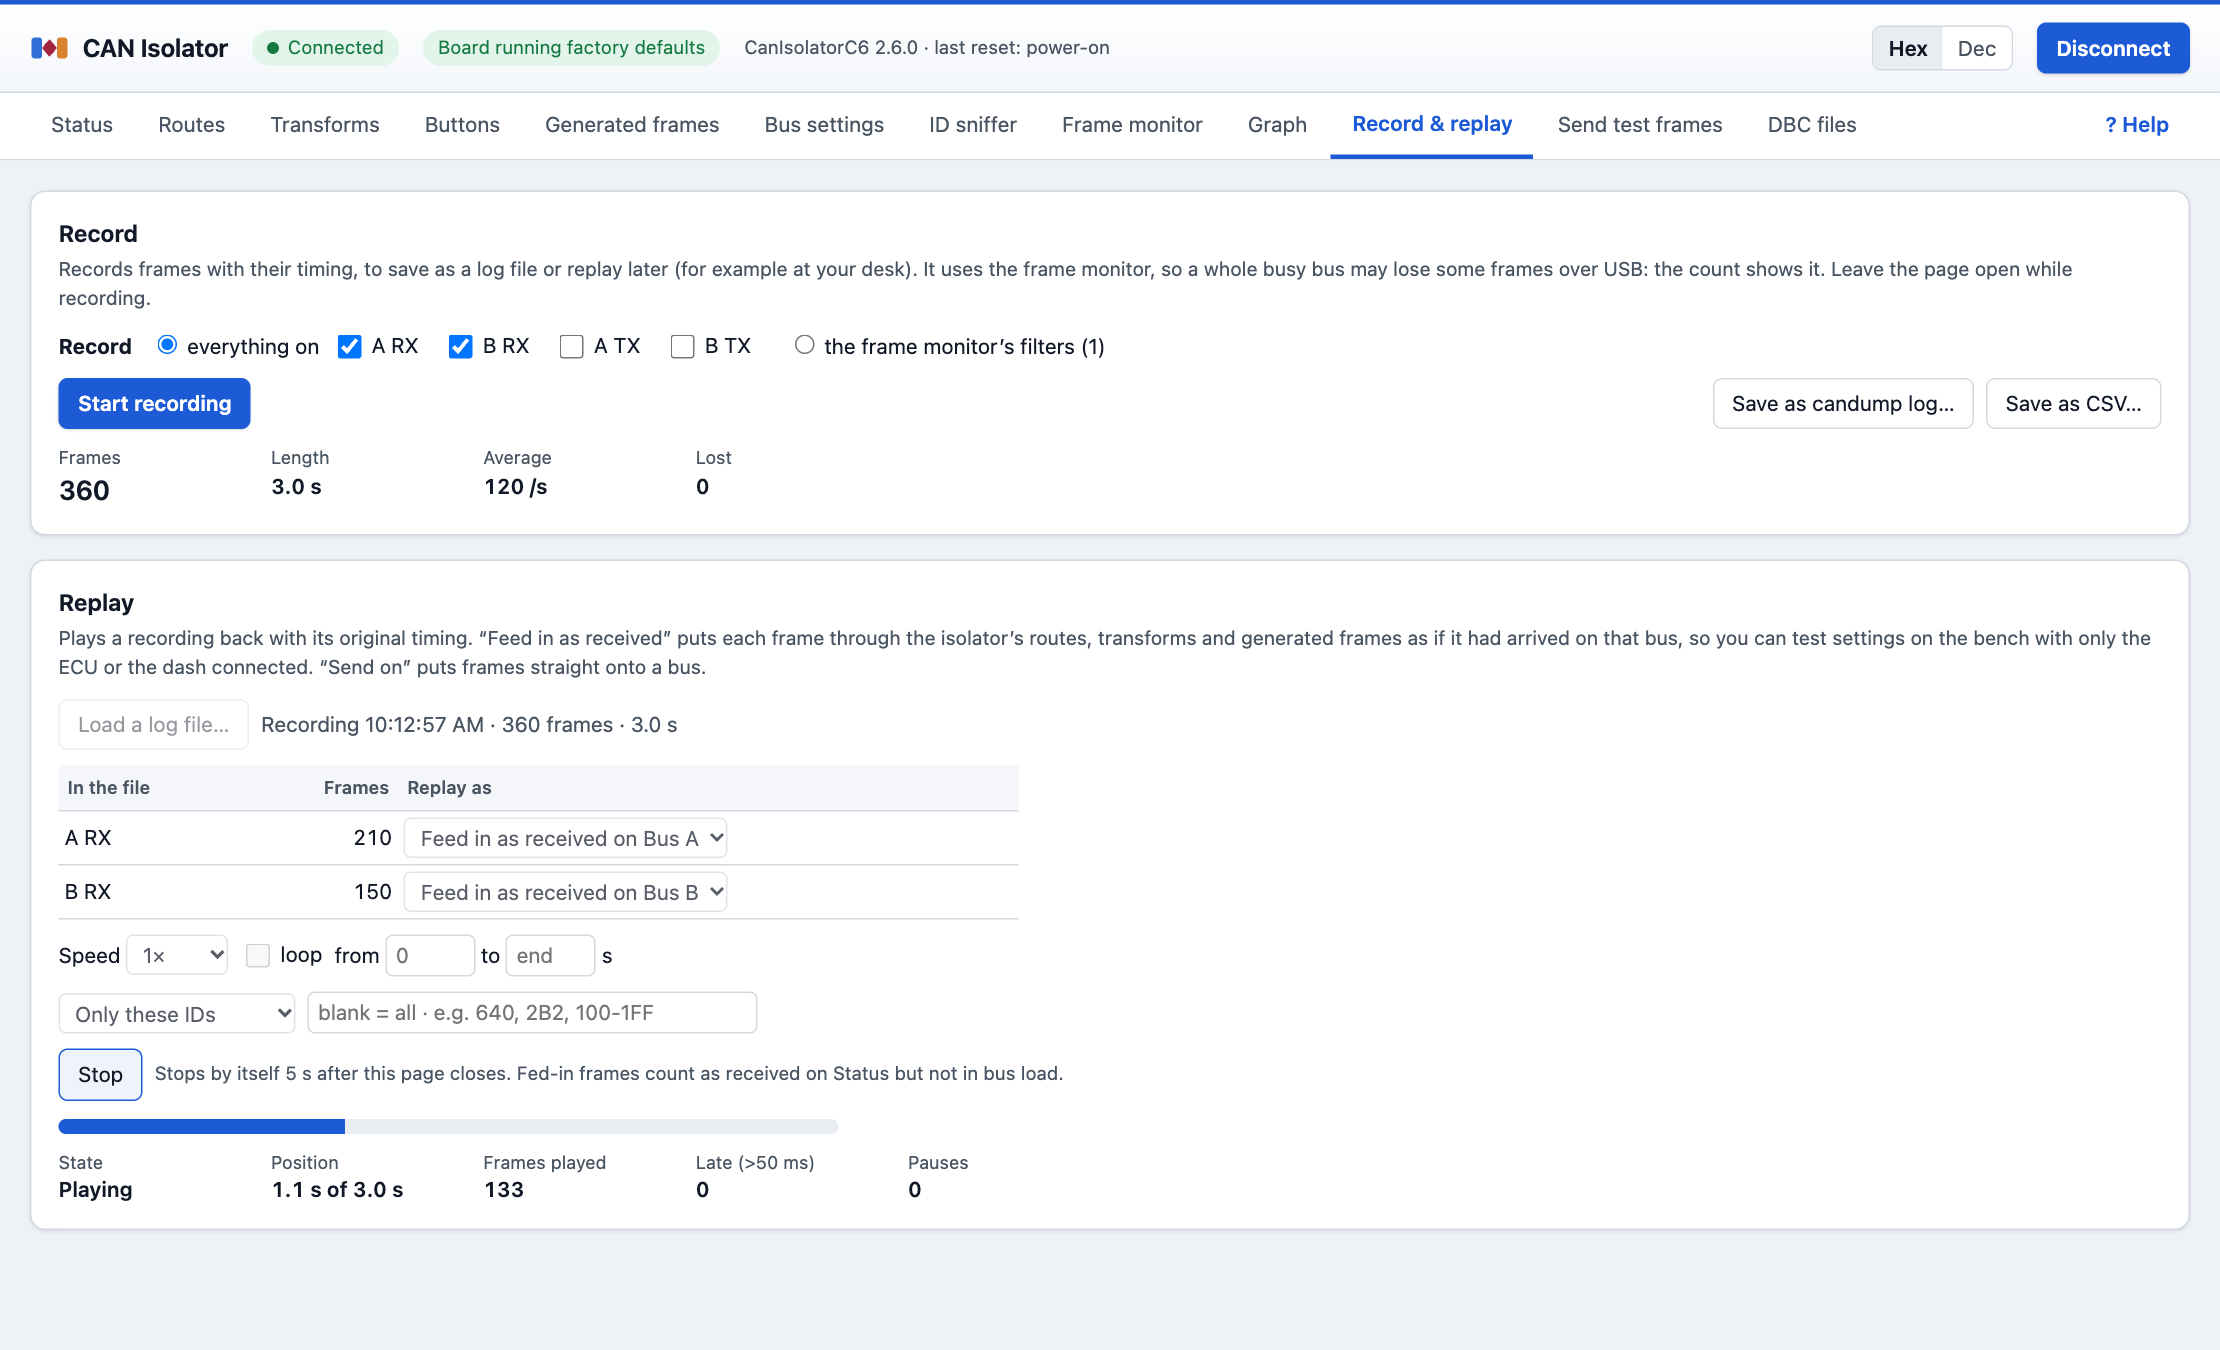 CAN Isolator
Connected
Board running factory defaults
CanIsolatorC6 2.6.0 · last reset: power-on
Hex
Dec
Disconnect
Status
Routes
Transforms
Buttons
Generated frames
Bus settings
ID sniffer
Frame monitor
Graph
Record & replay
Send test frames
DBC files
? Help
Record
Records frames with their timing, to save as a log file or replay later (for example at your desk). It uses the frame monitor, so a whole busy bus may lose some frames over USB: the count shows it. Leave the page open while
recording.
Record everything on A RX B RX A TX B TX the frame monitor’s filters (1)
Start recording
Save as candump log...
Save as CSV...
Frames Length Average Lost
360 3.0 s 120 /s 0
Replay
Plays a recording back with its original timing. “Feed in as received” puts each frame through the isolator’s routes, transforms and generated frames as if it had arrived on that bus, so you can test settings on the bench with only the
ECU or the dash connected. “Send on” puts frames straight onto a bus.
Load a log file... Recording 10:12:57 AM · 360 frames · 3.0 s
In the file Frames Replay as
A RX 210 Feed in as received on Bus A
B RX 150 Feed in as received on Bus B
Speed 1× loop from 0 to end s
Only these IDs blank = all · e.g. 640, 2B2, 100-1FF
Stop Stops by itself 5 s after this page closes. Fed-in frames count as received on Status but not in bus load.
State Position Frames played Late (>50 ms) Pauses
Playing 1.1 s of 3.0 s 133 0 0